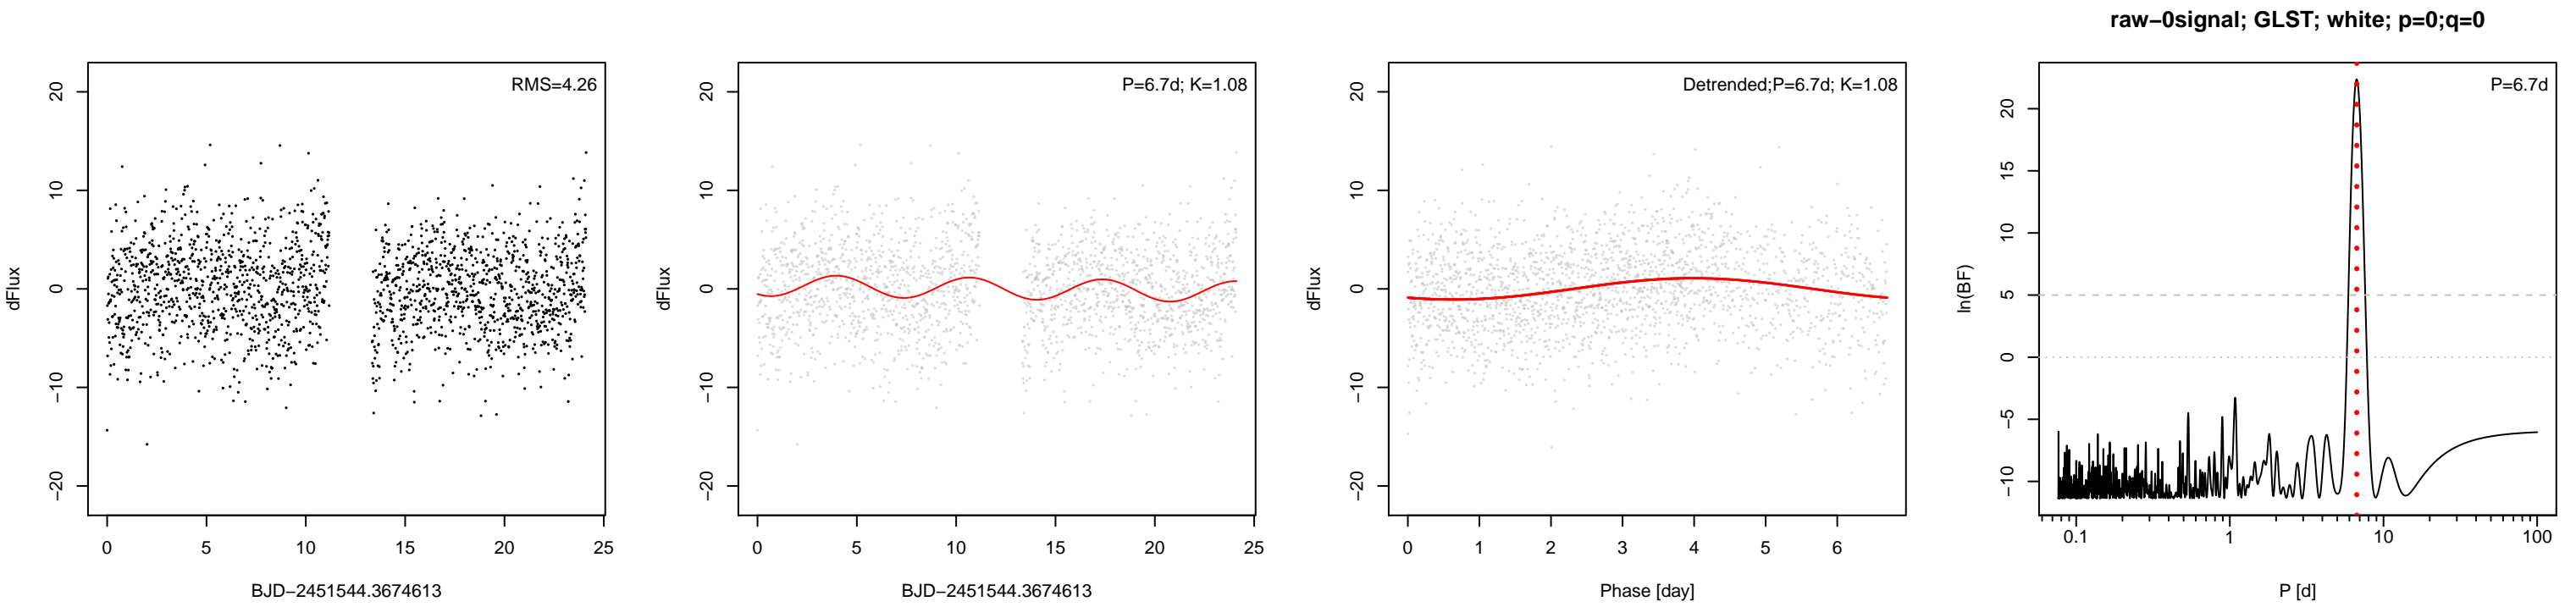 raw−0signal; GLST; white; p=0;q=0
RMS=4.26
dFlux
20
10
0
−10
−20
0 5 10 15 20 25
BJD−2451544.3674613
P=6.7d; K=1.08
dFlux
20
10
0
−10
−20
0 5 10 15 20 25
BJD−2451544.3674613
Detrended;P=6.7d; K=1.08
dFlux
20
10
0
−10
−20
0 1 2 3 4 5 6
Phase [day]
P=6.7d
ln(BF)
20
15
10
5
0
−5
−10
0.1 1 10 100
P [d]